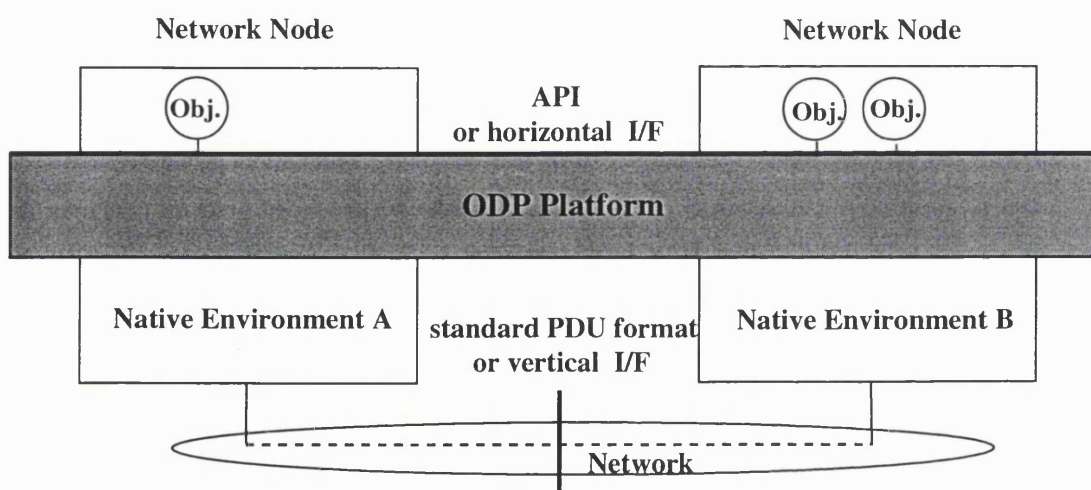 Network Node
Network Node
Obj.
API
or horizontal I/F
Obj.
Obj.
ODP Platform
Native Environment A
standard PDU format
or vertical I/F
Native Environment B
Network